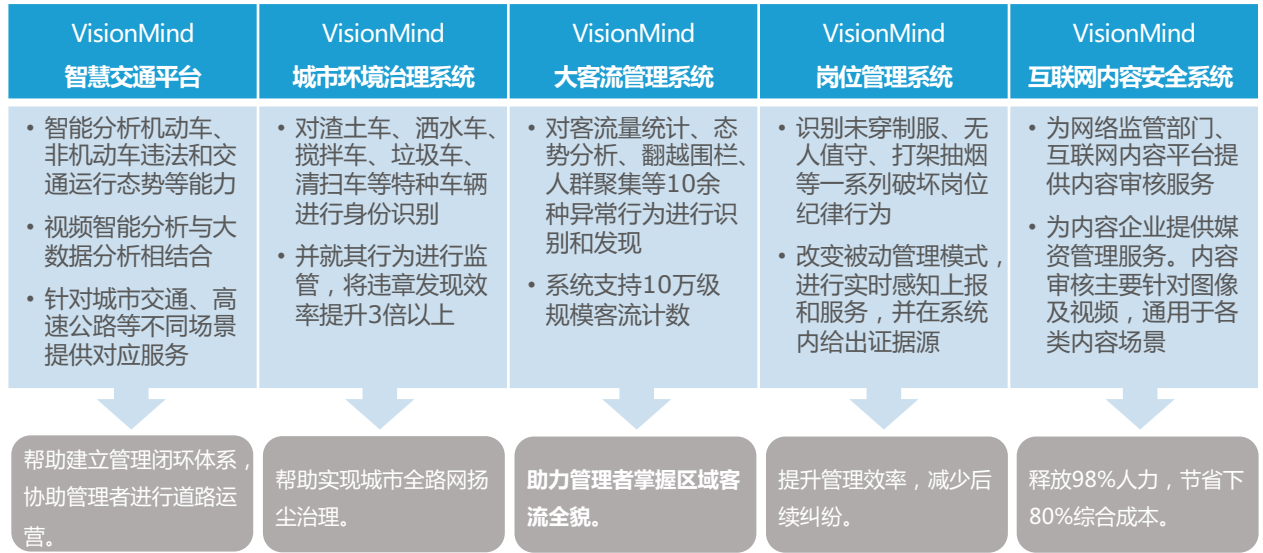 VisionMind
智慧交通平台
• 智能分析机动车、
非机动车违法和交
通运行态势等能力
• 视频智能分析与大
数据分析相结合
• 针对城市交通、高
速公路等不同场景
提供对应服务
帮助建立管理闭环体系，
协助管理者进行道路运
营。
VisionMind
城市环境治理系统
• 对渣土车、洒水车、
搅拌车、垃圾车、
清扫车等特种车辆
进行身份识别
• 并就其行为进行监
管，将违章发现效
率提升3倍以上
帮助实现城市全路网扬
尘治理。
VisionMind
大客流管理系统
• 对客流量统计、态
势分析、翻越围栏、
人群聚集等10余
种异常行为进行识
别和发现
• 系统支持10万级
规模客流计数
助力管理者掌握区域客
流全貌。
VisionMind
岗位管理系统
• 识别未穿制服、无
人值守、打架抽烟
等一系列破坏岗位
纪律行为
• 改变被动管理模式，
进行实时感知上报
和服务，并在系统
内给出证据源
提升管理效率，减少后
续纠纷。
VisionMind
互联网内容安全系统
• 为网络监管部门、
互联网内容平台提
供内容审核服务
• 为内容企业提供媒
资管理服务。内容
审核主要针对图像
及视频，通用于各
类内容场景
释放98%人力，节省下
80%综合成本。